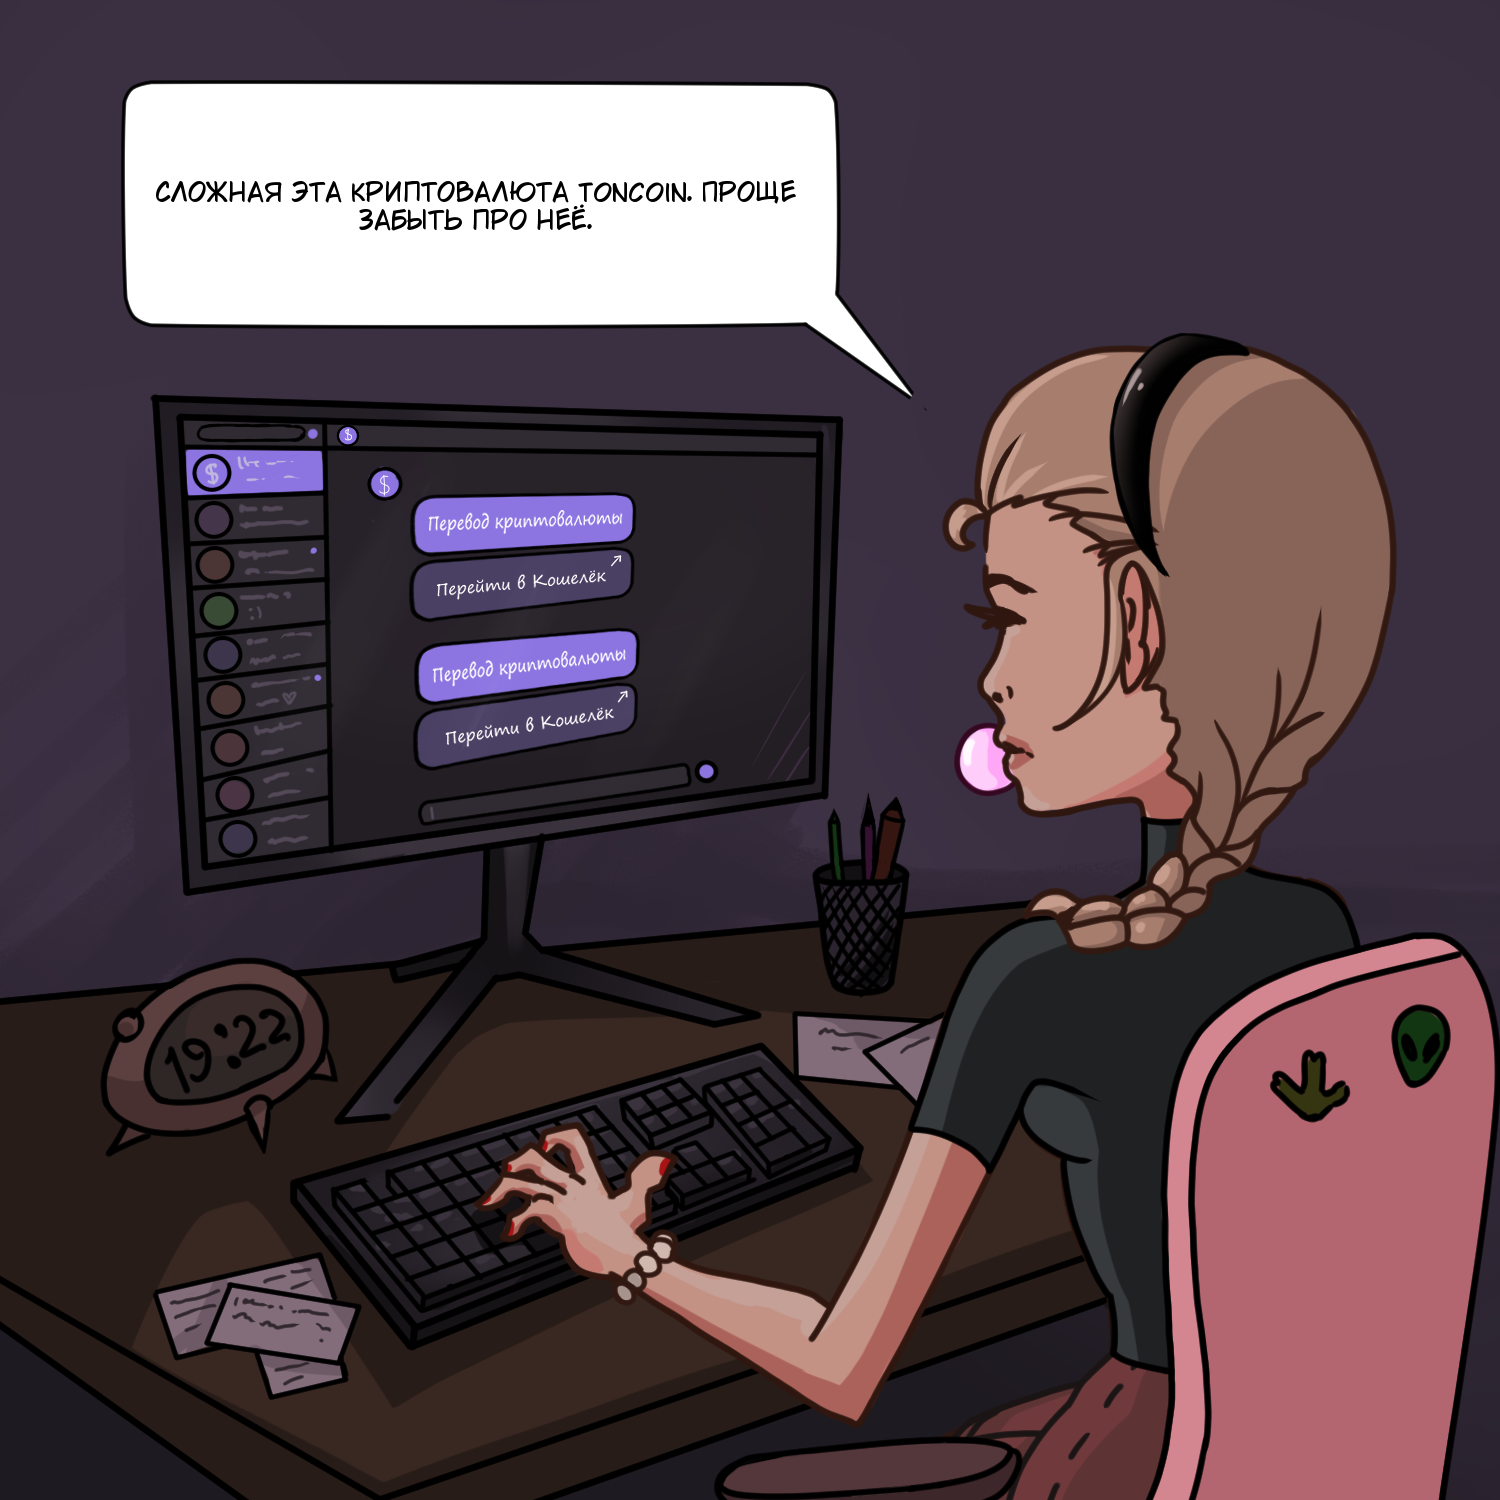 СЛОЖНАЯ ЭТА КРИПТОВАЛЮТА TONCOIN. ПРОЩЕ
ЗАБЫТЬ ПРО НЕЁ.
$
$
$
Перевод криптовалюты
Перейти в Кошелёк
:)
Перевод криптовалюты
Перейти в Кошелёк
19:22